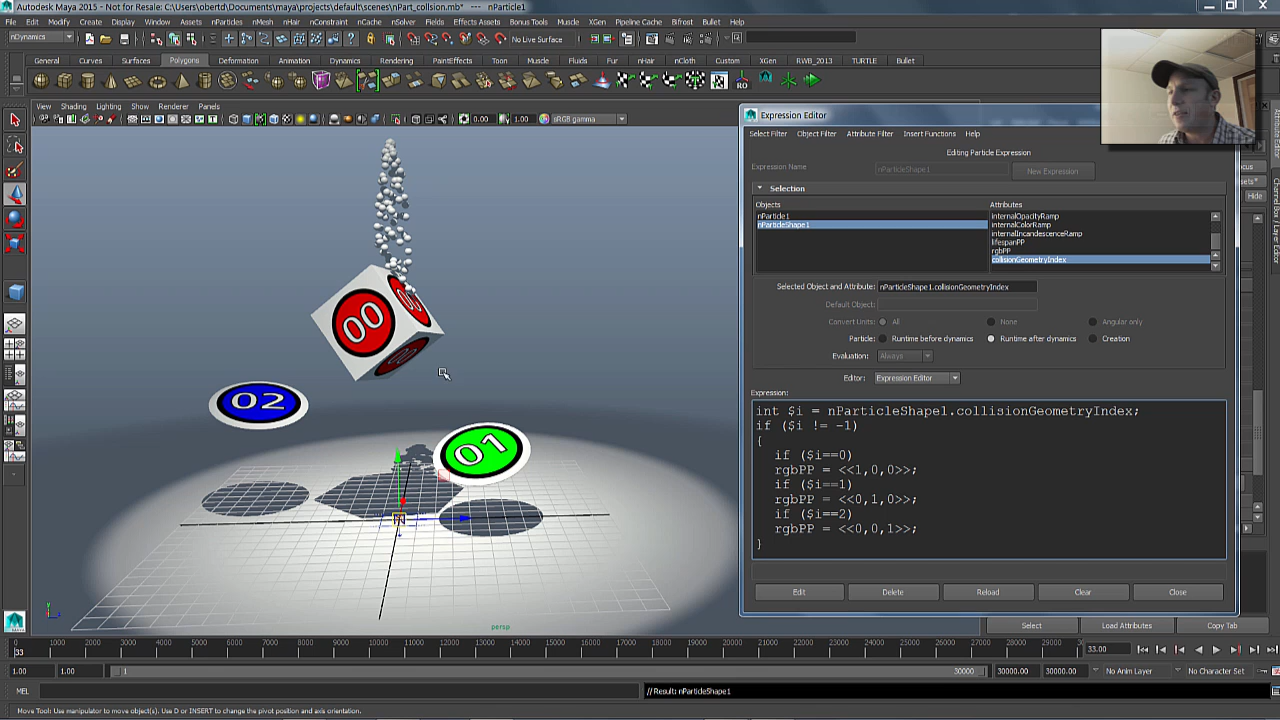 Autodesk Maya 2015 - Not for Resale: C:\Users\obertd\Documents\maya\projects\default\scenes\nPart_collsion.mb* --- nParticle1
File Edit Modify Create Display Window Assets nParticles nMesh nHair nConstraint nCache nSolver Fields Effects Assets Bonus Tools Muscle XGen Pipeline Cache Bifrost Bullet Help
nDynamics
No Live Surface
General Curves Surfaces Polygons Deformation Animation Dynamics Rendering PaintEffects Toon Muscle Fluids Fur nHair nCloth Custom XGen RWB_2013 TURTLE Bullet
RO
View Shading Lighting Show Renderer Panels
0.00 1.00 sRGB gamma
00
00
00
02
01
persp
Expression Editor
Select Filter Object Filter Attribute Filter Insert Functions Help
Editing Particle Expression
Expression Name nParticleShape1 New Expression
Selection
Objects Attributes
nParticle1
nParticleShape1
internalOpacityRamp
internalColorRamp
internalIncandescenceRamp
lifespanPP
rgbPP
collisionGeometryIndex
Selected Object and Attribute: nParticleShape1.collisionGeometryIndex
Default Object:
Convert Units: All None Angular only
Particle: Runtime before dynamics Runtime after dynamics Creation
Evaluation: Always
Editor: Expression Editor
Expression:
int $i = nParticleShape1.collisionGeometryIndex;
if ($i != -1)
{
if ($i==0)
rgbPP = <<1,0,0>>;
if ($i==1)
rgbPP = <<0,1,0>>;
if ($i==2)
rgbPP = <<0,0,1>>;
}
Edit Delete Reload Clear Close
Select Load Attributes Copy Tab
Hide
Attribute Editor
Channel Box / Layer Editor
33 1000 2000 3000 4000 5000 6000 7000 8000 9000 10000 11000 12000 13000 14000 15000 16000 17000 18000 19000 20000 21000 22000 23000 24000 25000 26000 27000 28000 29000 33.00
1.00 1.00 1 30000 30000.00 30000.00 No Anim Layer No Character Set
MEL // Result: nParticleShape1
Move Tool: Use manipulator to move object(s). Use D or INSERT to change the pivot position and axis orientation.